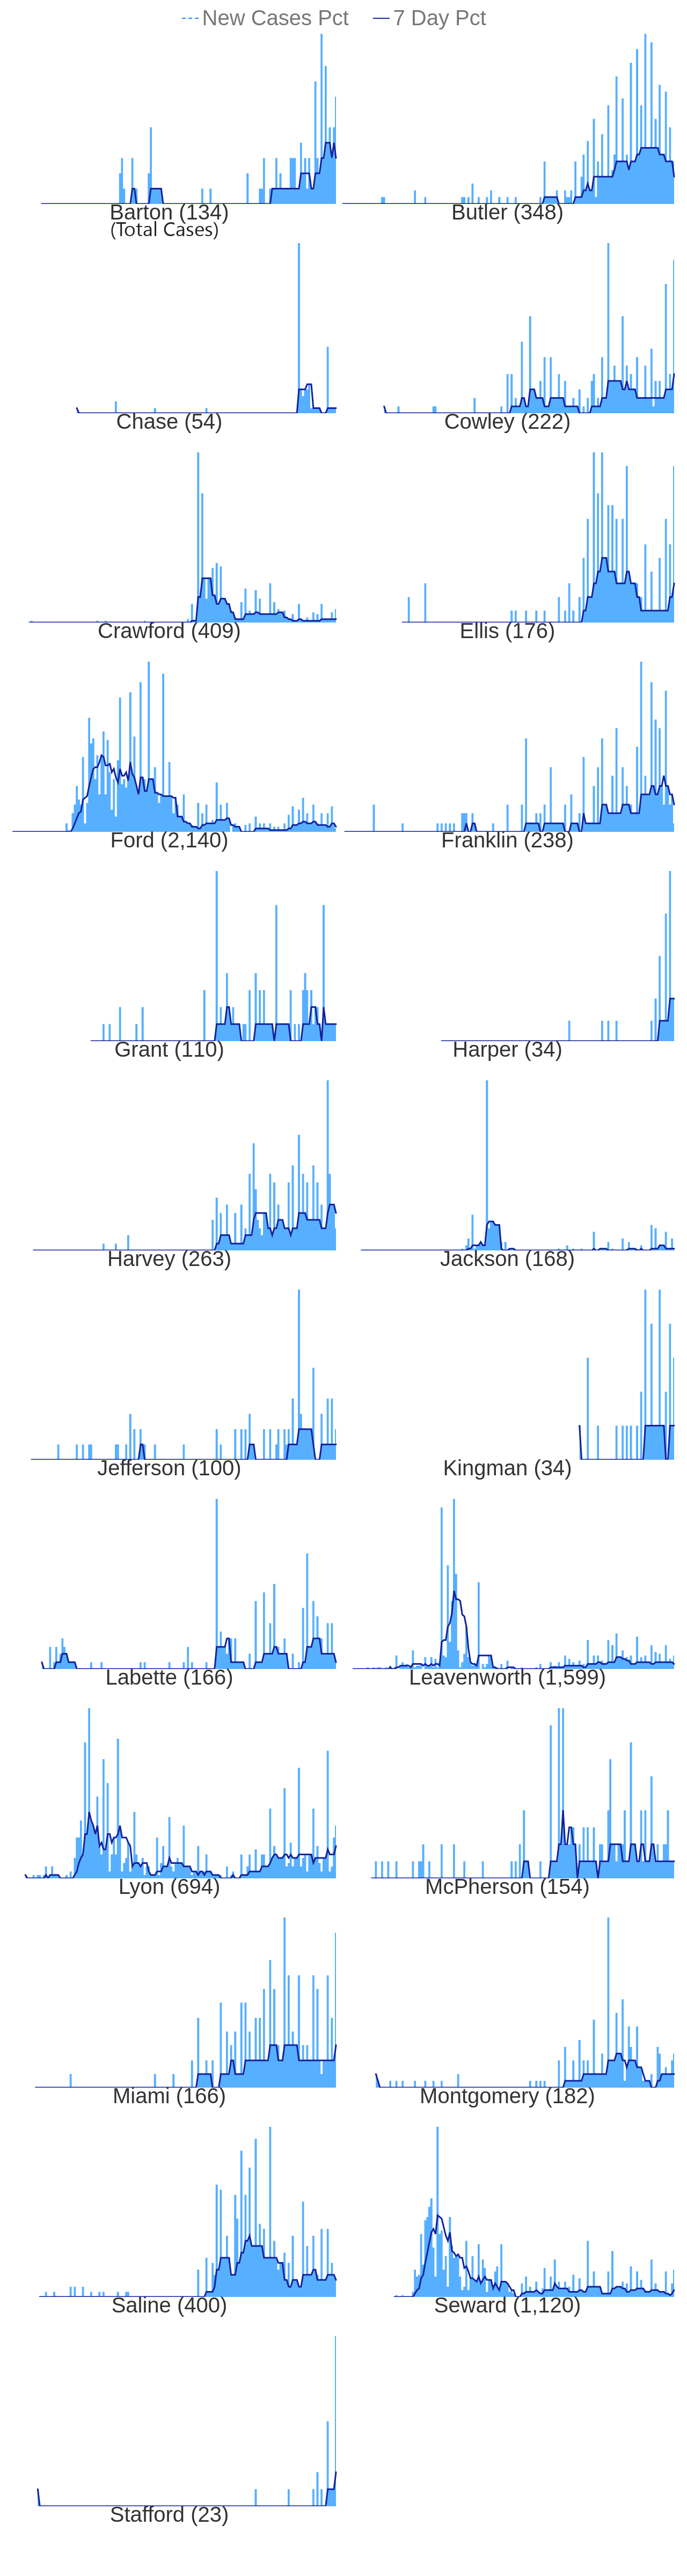 New Cases Pct 7 Day Pct
Barton (134) Butler (348)
(Total Cases)
Chase (54) Cowley (222)
Crawford (409) Ellis (176)
Ford (2,140) Franklin (238)
Grant (110) Harper (34)
Harvey (263) Jackson (168)
Jefferson (100) Kingman (34)
Labette (166) Leavenworth (1,599)
Lyon (694) McPherson (154)
Miami (166) Montgomery (182)
Saline (400) Seward (1,120)
Stafford (23)